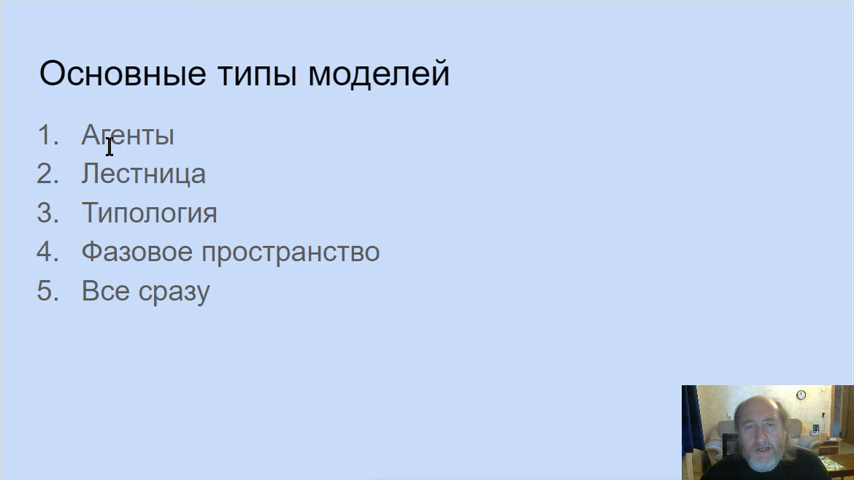 Основные типы моделей
1. Агенты
2. Лестница
3. Типология
4. Фазовое пространство
5. Все сразу